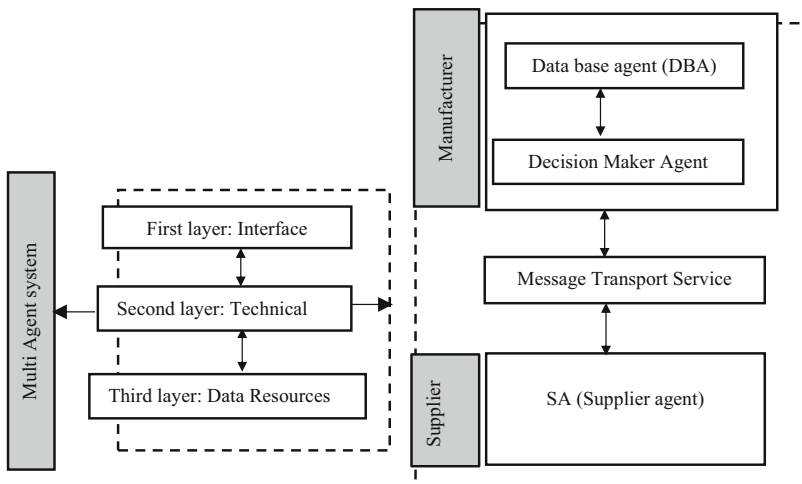 Multi Agent system
First layer: Interface
Second layer: Technical
Third layer: Data Resources
Manufacturer
Data base agent (DBA)
Decision Maker Agent
Message Transport Service
Supplier
SA (Supplier agent)